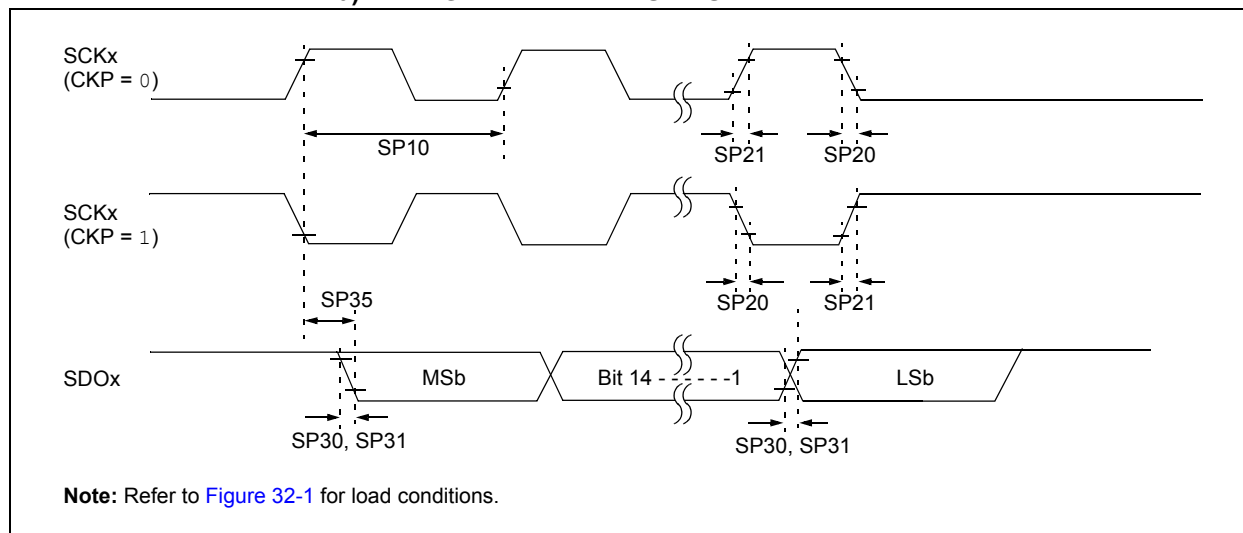 SCKx
(CKP = 0)
SP10
SP21
SP20
SCKx
(CKP = 1)
SP35
SP20
SP21
SDOx
MSb
Bit 14 - - - - - -1
LSb
SP30, SP31
SP30, SP31
Note: Refer to Figure 32-1 for load conditions.